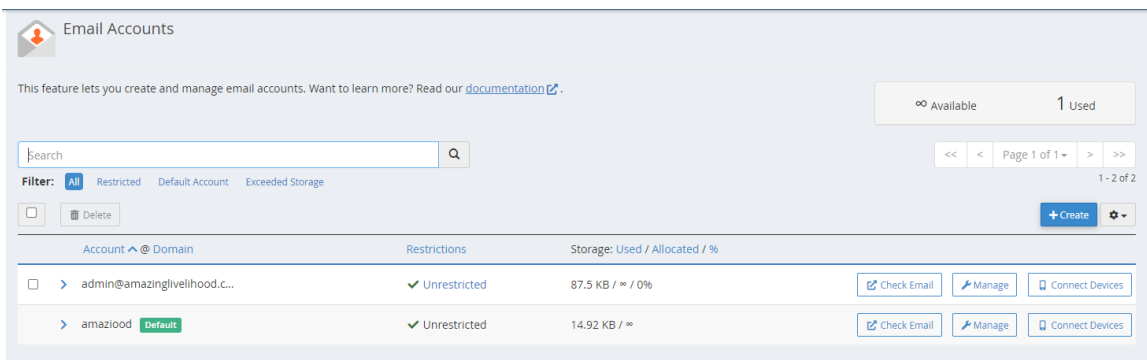 Email Accounts
This feature lets you create and manage email accounts. Want to learn more? Read our documentation .
∞ Available 1 Used
Search
<< < Page 1 of 1 > >>
Filter: All Restricted Default Account Exceeded Storage
1 - 2 of 2
Delete
+ Create
Account @ Domain Restrictions Storage: Used / Allocated / %
admin@amazinglivelihood.c... Unrestricted 87.5 KB / ∞ / 0% Check Email Manage Connect Devices
amaziood Default Unrestricted 14.92 KB / ∞ Check Email Manage Connect Devices